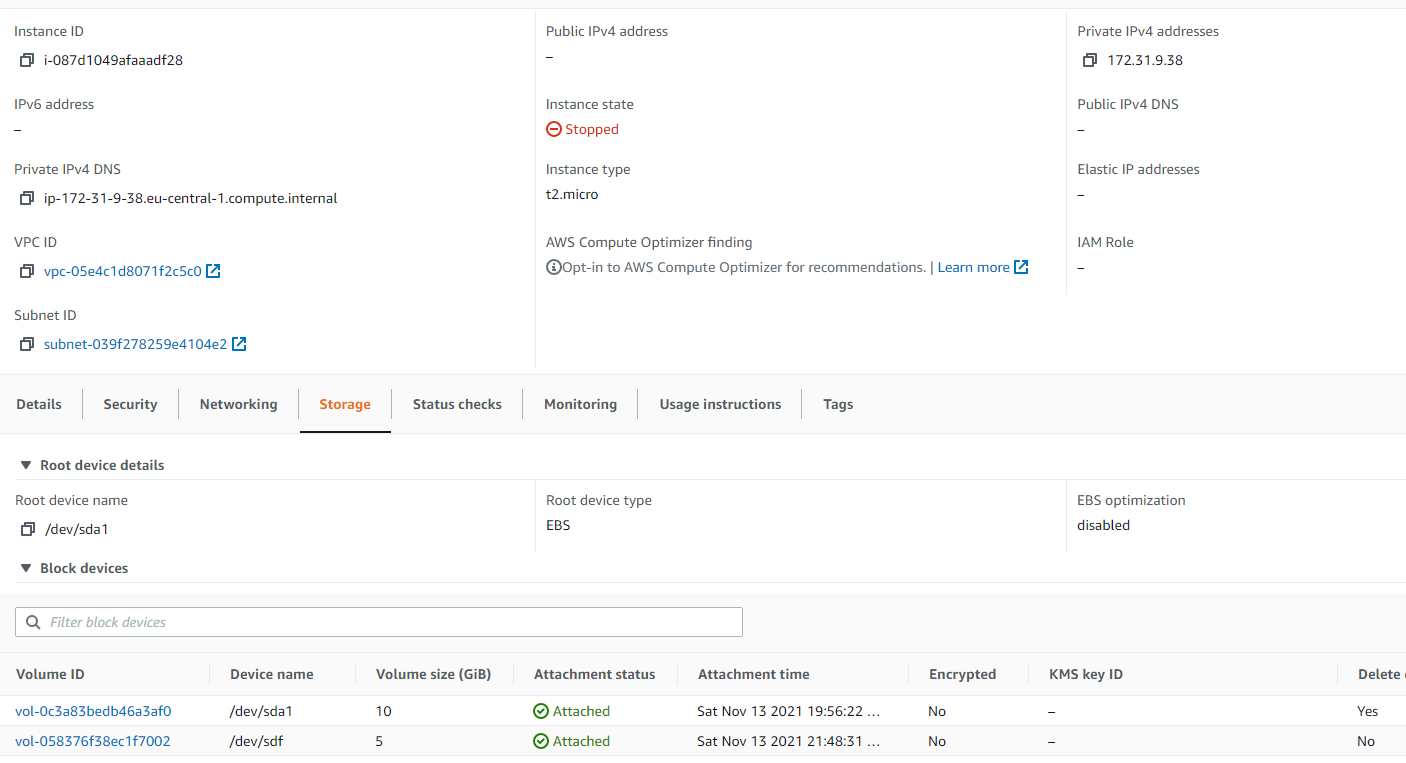 Instance ID
i-087d1049afaaadf28
Public IPv4 address
–
Private IPv4 addresses
172.31.9.38
IPv6 address
–
Instance state
Stopped
Public IPv4 DNS
–
Private IPv4 DNS
ip-172-31-9-38.eu-central-1.compute.internal
Instance type
t2.micro
Elastic IP addresses
–
VPC ID
vpc-05e4c1d8071f2c5c0
AWS Compute Optimizer finding
Opt-in to AWS Compute Optimizer for recommendations. | Learn more
IAM Role
–
Subnet ID
subnet-039f278259e4104e2
Details Security Networking Storage Status checks Monitoring Usage instructions Tags
Root device details
Root device name
/dev/sda1
Root device type
EBS
EBS optimization
disabled
Block devices
Filter block devices
Volume ID Device name Volume size (GiB) Attachment status Attachment time Encrypted KMS key ID Delete
vol-0c3a83bedb46a3af0 /dev/sda1 10 Attached Sat Nov 13 2021 19:56:22 … No – Yes
vol-058376f38ec1f7002 /dev/sdf 5 Attached Sat Nov 13 2021 21:48:31 … No – No